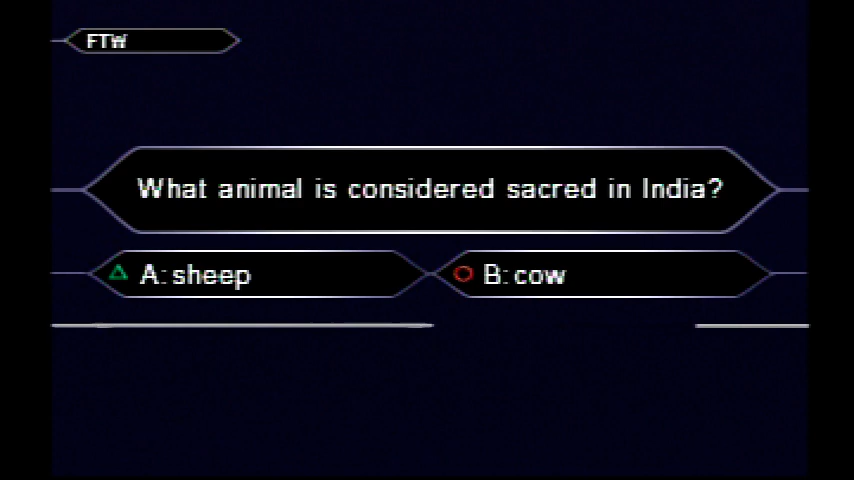 FTW
What animal is considered sacred in India?
A: sheep
B: cow